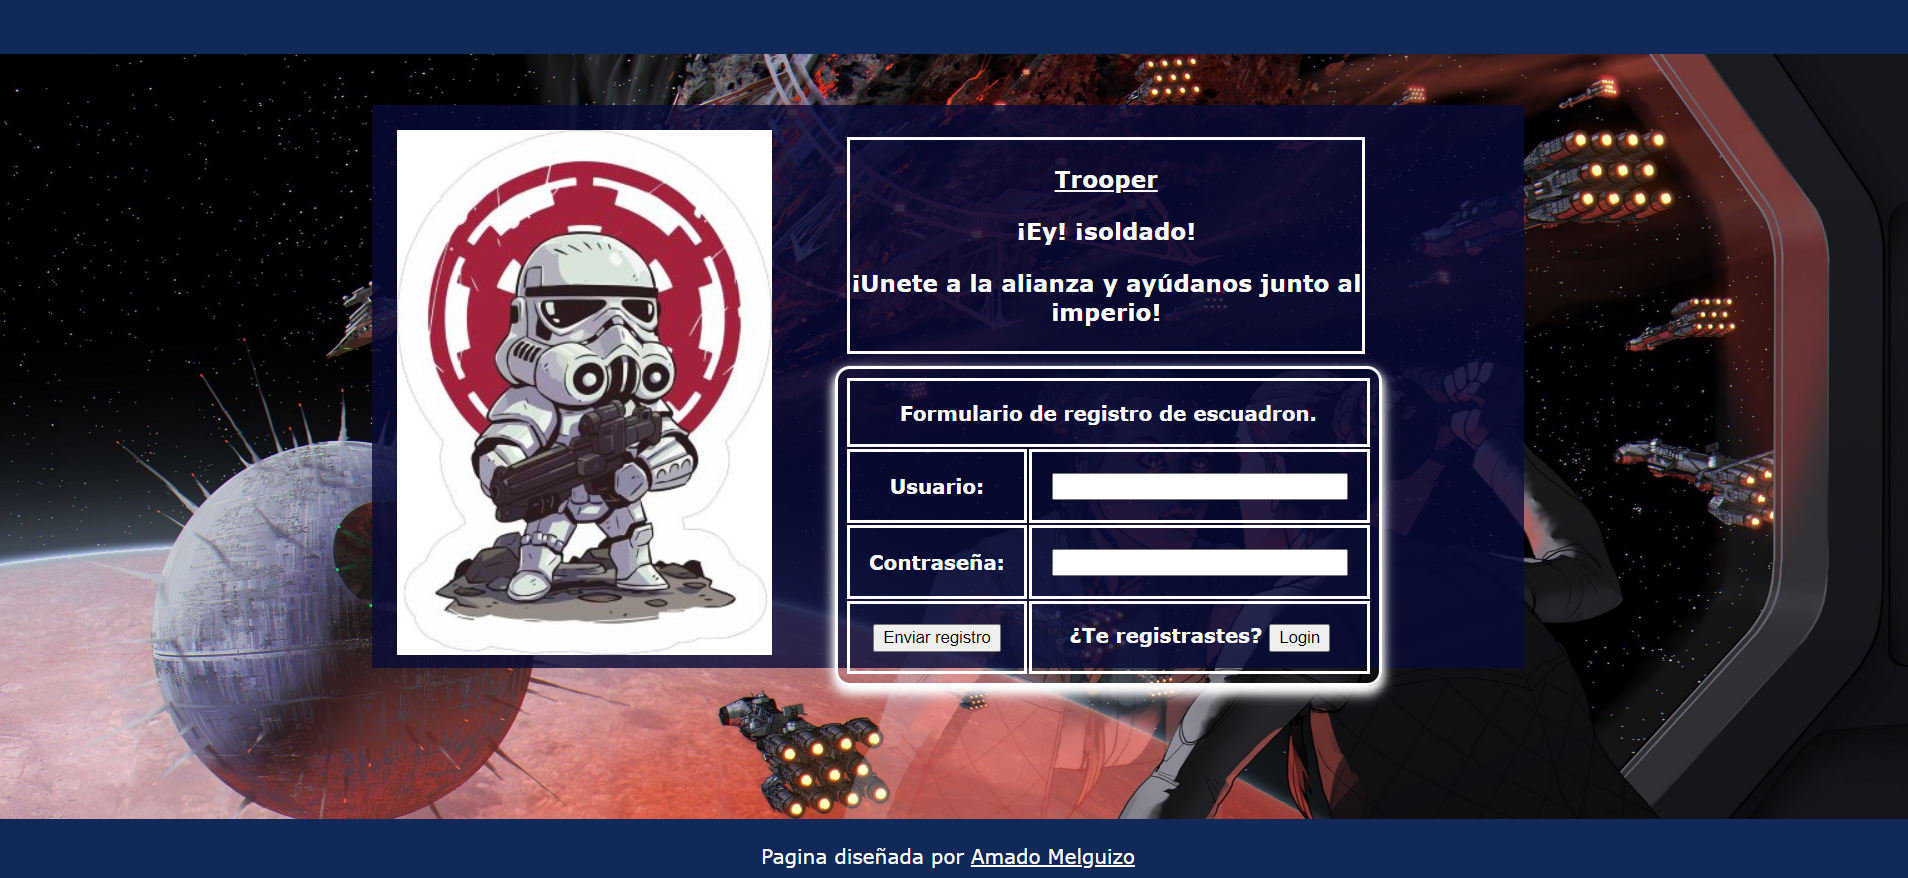 Trooper
¡Ey! ¡soldado!
¡Unete a la alianza y ayúdanos junto al
imperio!
Formulario de registro de escuadron.
Usuario:
Contraseña:
Enviar registro
¿Te registrastes? Login
Pagina diseñada por Amado Melguizo